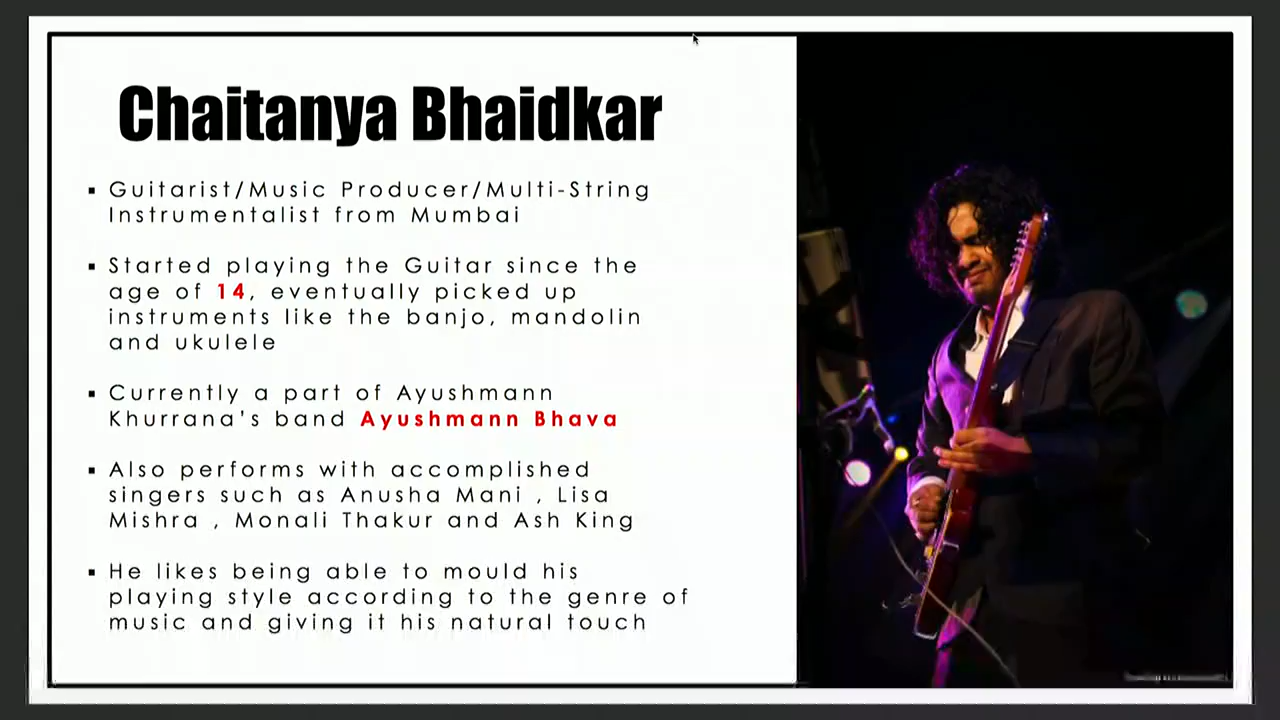 Chaitanya Bhaidkar
▪ Guitarist/Music Producer/Multi-String
Instrumentalist from Mumbai
▪ Started playing the Guitar since the
age of 14, eventually picked up
instruments like the banjo, mandolin
and ukulele
▪ Currently a part of Ayushmann
Khurrana's band Ayushmann Bhava
▪ Also performs with accomplished
singers such as Anusha Mani , Lisa
Mishra , Monali Thakur and Ash King
▪ He likes being able to mould his
playing style according to the genre of
music and giving it his natural touch